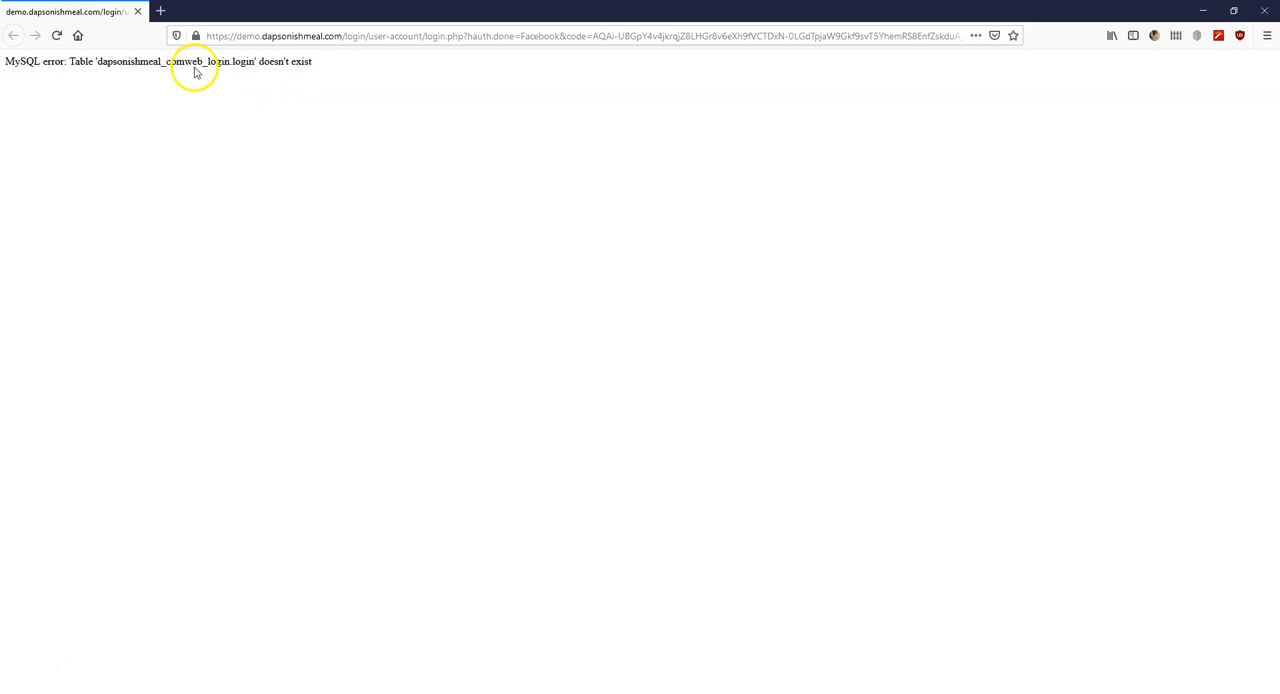 demo.dapsonishmeal.com/login/u
https://demo.dapsonishmeal.com/login/user-account/login.php?hauth.done=Facebook&code=AQAi-UBGpY4v4jkrqjZ8LHGr8v6eXh9fVCTDxN-0LGdTpjaW9Gkf9svT5YhemRS8EnfZskduA
MySQL error: Table 'dapsonishmeal_comweb_login.login' doesn't exist